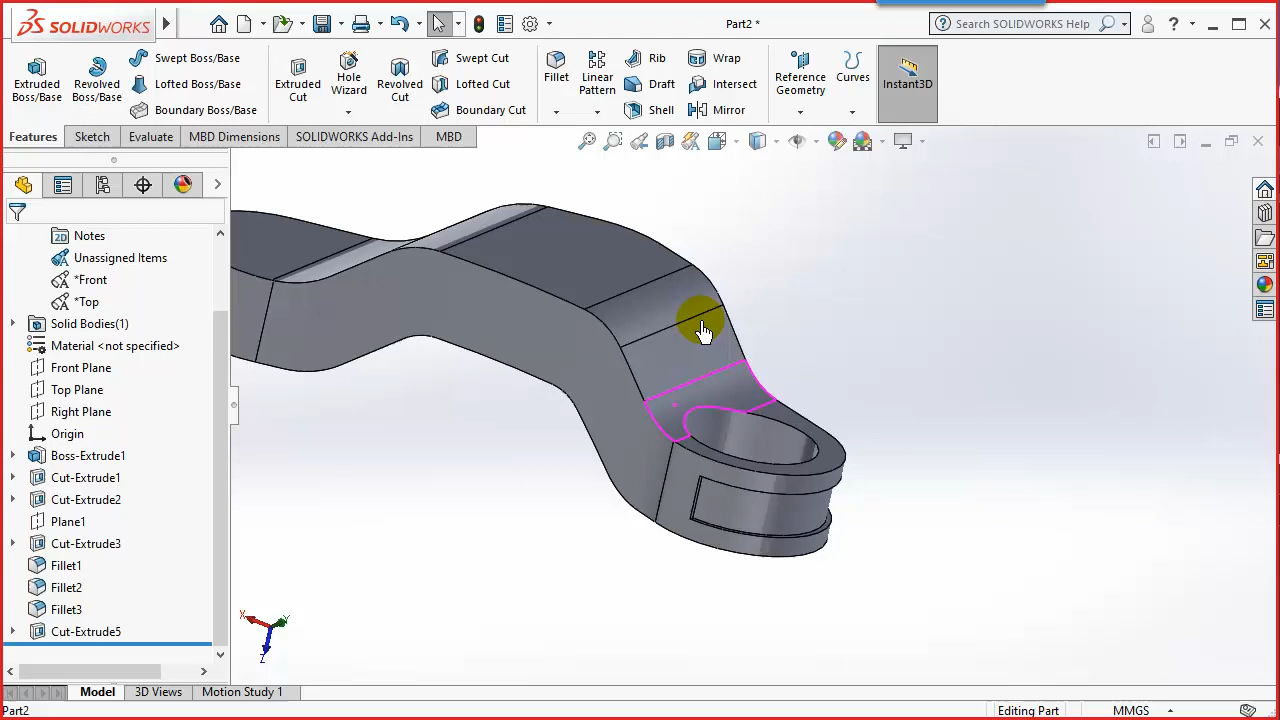 SOLIDWORKS
Part2 *
Search SOLIDWORKS Help
?
Extruded Boss/Base
Revolved Boss/Base
Swept Boss/Base
Lofted Boss/Base
Boundary Boss/Base
Extruded Cut
Hole Wizard
Revolved Cut
Swept Cut
Lofted Cut
Boundary Cut
Fillet
Linear Pattern
Rib
Draft
Shell
Wrap
Intersect
Mirror
Reference Geometry
Curves
Instant3D
Features
Sketch
Evaluate
MBD Dimensions
SOLIDWORKS Add-Ins
MBD
Notes
Unassigned Items
*Front
*Top
Solid Bodies(1)
Material <not specified>
Front Plane
Top Plane
Right Plane
Origin
Boss-Extrude1
Cut-Extrude1
Cut-Extrude2
Plane1
Cut-Extrude3
Fillet1
Fillet2
Fillet3
Cut-Extrude5
X
Y
Z
Model
3D Views
Motion Study 1
Part2
Editing Part
MMGS